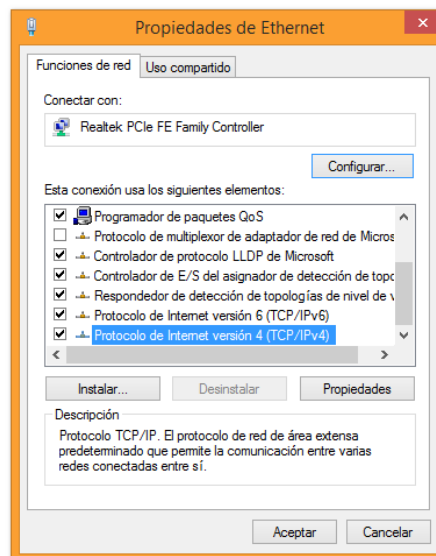 Propiedades de Ethernet
Funciones de red
Uso compartido
Conectar con:
Realtek PCIe FE Family Controller
Configurar...
Esta conexión usa los siguientes elementos:
Programador de paquetes QoS
Protocolo de multiplexor de adaptador de red de Micros
Controlador de protocolo LLDP de Microsoft
Controlador de E/S del asignador de detección de topo
Respondedor de detección de topologías de nivel de v
Protocolo de Internet versión 6 (TCP/IPv6)
Protocolo de Internet versión 4 (TCP/IPv4)
Instalar...
Desinstalar
Propiedades
Descripción
Protocolo TCP/IP. El protocolo de red de área extensa
predeterminado que permite la comunicación entre varias
redes conectadas entre sí.
Aceptar
Cancelar